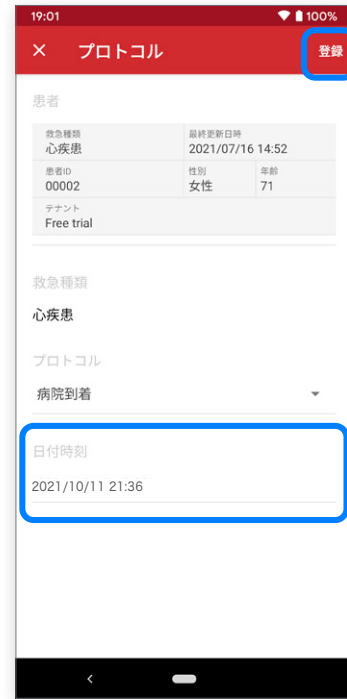 19:01 100%
× プロトコル 登録
患者
救急種類 最終更新日時
心疾患 2021/07/16 14:52
患者ID 性別 年齢
00002 女性 71
テナント
Free trial
救急種類
心疾患
プロトコル
病院到着
日付時刻
2021/10/11 21:36